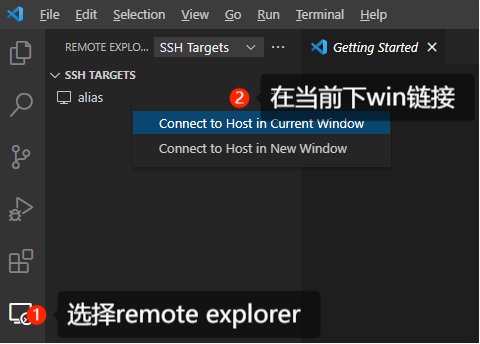 File Edit Selection View Go Run Terminal Help
REMOTE EXPLO... SSH Targets ···
Getting Started
SSH TARGETS
alias
2 在当前下win链接
Connect to Host in Current Window
Connect to Host in New Window
1 选择remote explorer